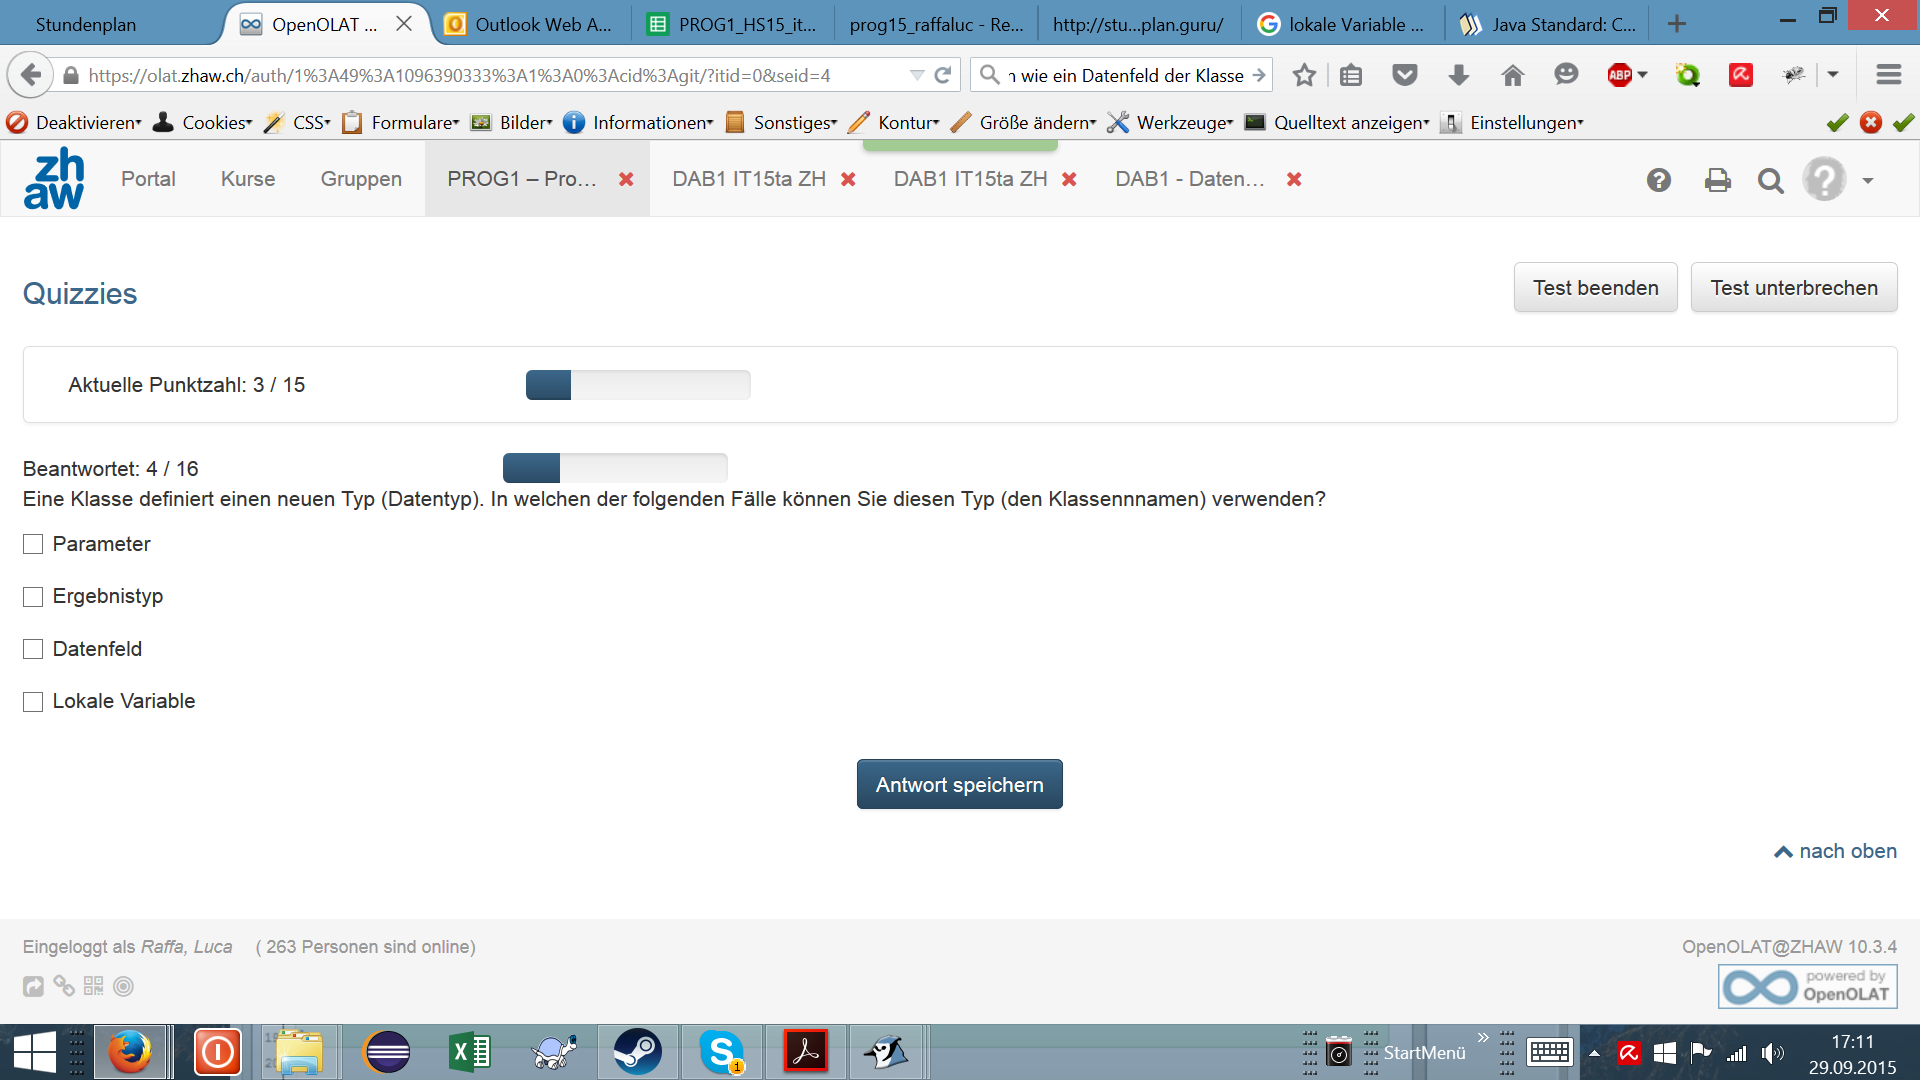 Stundenplan
OpenOLAT ...
Outlook Web A...
PROG1_HS15_it...
prog15_raffaluc - Re...
http://stu...plan.guru/
lokale Variable ...
Java Standard: C...
https://olat.zhaw.ch/auth/1%3A49%3A1096390333%3A1%3A0%3Acid%3Agit/?itid=0&seid=4
n wie ein Datenfeld der Klasse
ABP
Deaktivieren
Cookies
CSS
Formulare
Bilder
Informationen
Sonstiges
Kontur
Größe ändern
Werkzeuge
Quelltext anzeigen
Einstellungen
zh
aw
Portal
Kurse
Gruppen
PROG1 – Pro...
DAB1 IT15ta ZH
DAB1 IT15ta ZH
DAB1 - Daten...
Quizzies
Test beenden
Test unterbrechen
Aktuelle Punktzahl: 3 / 15
Beantwortet: 4 / 16
Eine Klasse definiert einen neuen Typ (Datentyp). In welchen der folgenden Fälle können Sie diesen Typ (den Klassennnamen) verwenden?
Parameter
Ergebnistyp
Datenfeld
Lokale Variable
Antwort speichern
nach oben
Eingeloggt als Raffa, Luca ( 263 Personen sind online)
OpenOLAT@ZHAW 10.3.4
powered by
OpenOLAT
StartMenü
17:11
29.09.2015